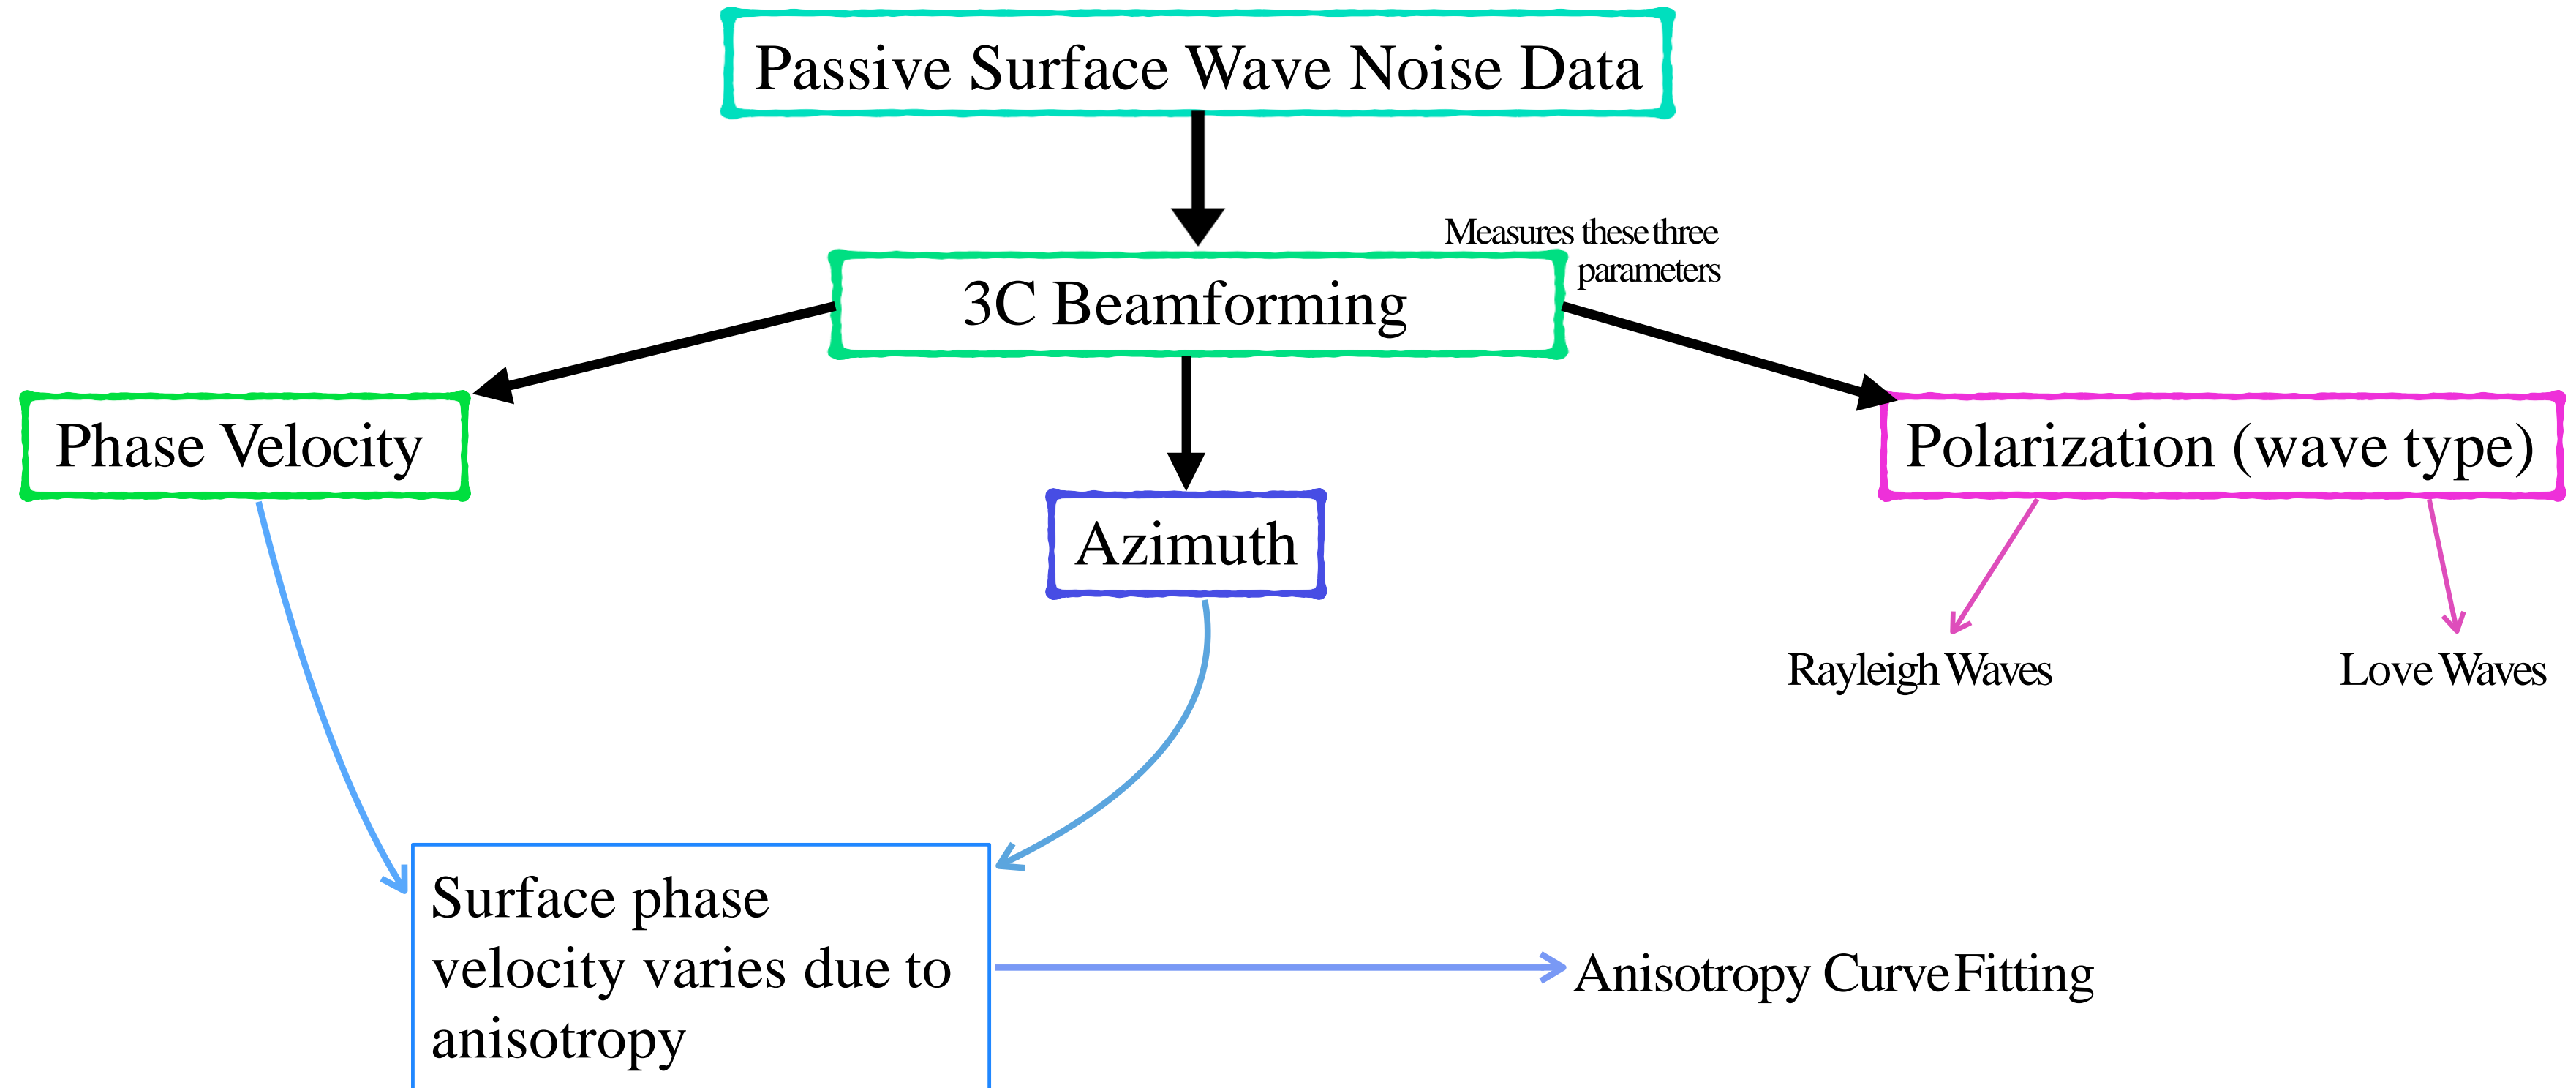 Passive Surface Wave Noise Data
Measures these three
parameters
3C Beamforming
Phase Velocity
Polarization (wave type)
Azimuth
Rayleigh Waves
Love Waves
Surface phase
velocity varies due to
anisotropy
Anisotropy Curve Fitting